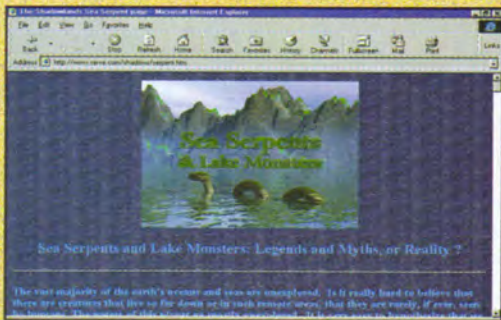 The Shadowlands Sea Serpent page - Microsoft Internet Explorer
File Edit View Go Favorites Help
Back Stop Refresh Home Search Favorites History Channels Fullscreen Mail Print Links
Address
Sea Serpents
& Lake Monsters
Sea Serpents and Lake Monsters: Legends and Myths, or Reality ?
The vast majority of the earth's oceans and seas are unexplored. Is it really hard to believe that
there are creatures that live so far down or in such remote areas, that they are rarely, if ever, seen
by humans.